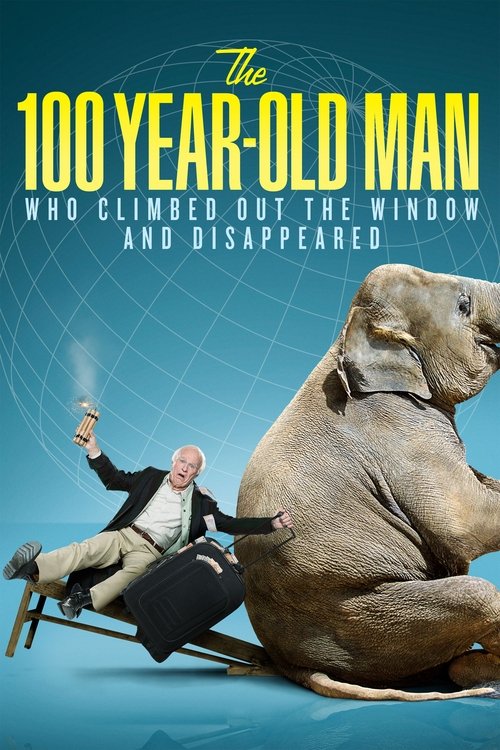 The
100 YEAR-OLD MAN
WHO CLIMBED OUT THE WINDOW
AND DISAPPEARED